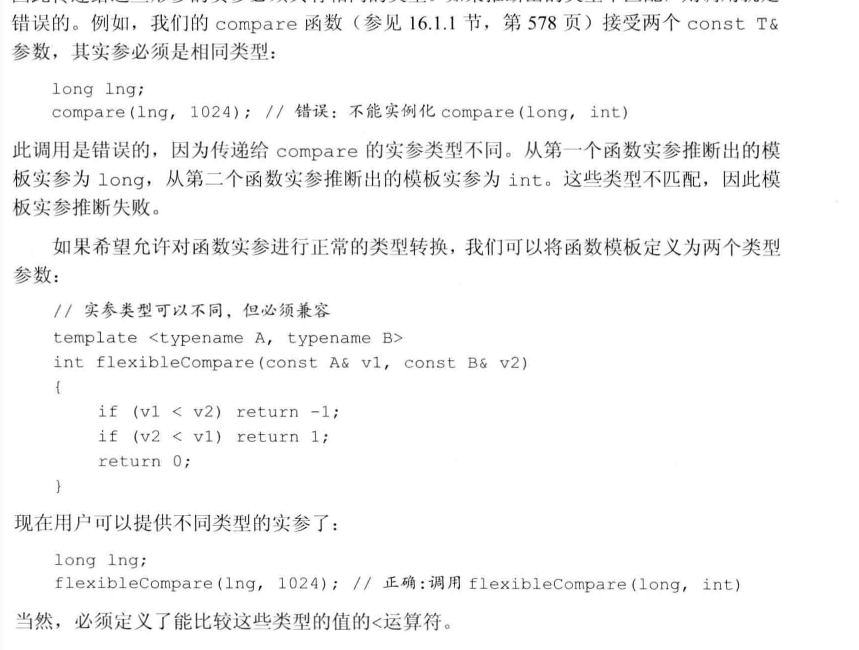 错误的。例如，我们的 compare 函数（参见 16.1.1 节，第 578 页）接受两个 const T&
参数，其实参必须是相同类型：
long lng;
compare(lng, 1024); // 错误：不能实例化 compare(long, int)
此调用是错误的，因为传递给 compare 的实参类型不同。从第一个函数实参推断出的模
板实参为 long，从第二个函数实参推断出的模板实参为 int。这些类型不匹配，因此模
板实参推断失败。
如果希望允许对函数实参进行正常的类型转换，我们可以将函数模板定义为两个类型
参数：
// 实参类型可以不同，但必须兼容
template <typename A, typename B>
int flexibleCompare(const A& v1, const B& v2)
{
if (v1 < v2) return -1;
if (v2 < v1) return 1;
return 0;
}
现在用户可以提供不同类型的实参了：
long lng;
flexibleCompare(lng, 1024); // 正确:调用 flexibleCompare(long, int)
当然，必须定义了能比较这些类型的值的<运算符。